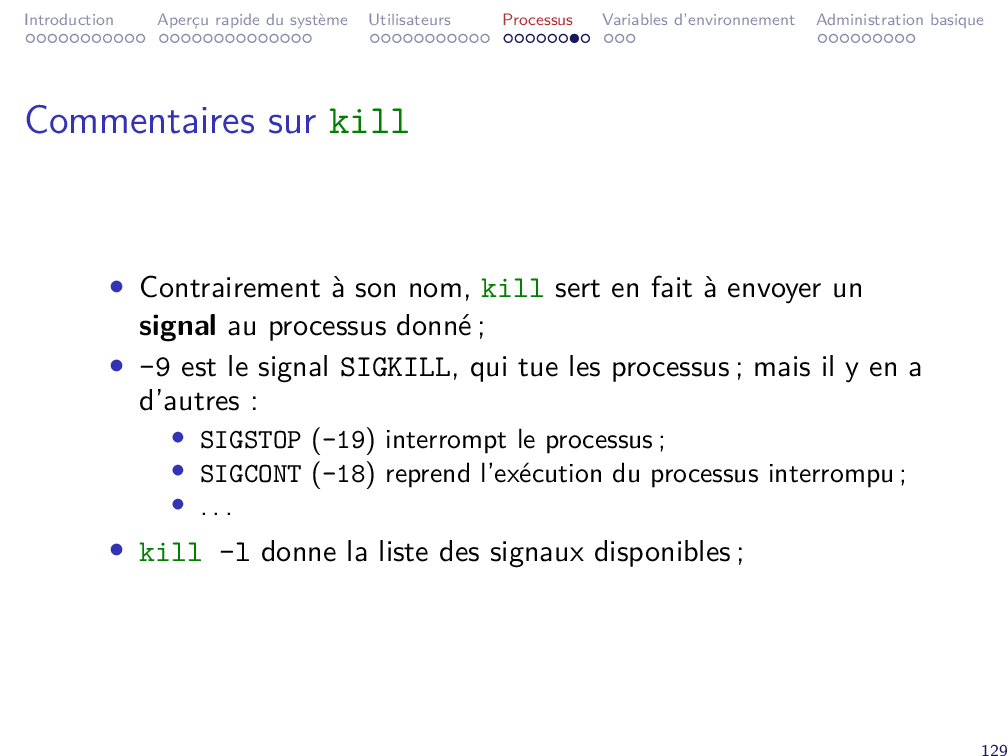 Introduction Aperçu rapide du système Utilisateurs Processus Variables d'environnement Administration basique
Commentaires sur kill
• Contrairement à son nom, kill sert en fait à envoyer un
signal au processus donné ;
• -9 est le signal SIGKILL, qui tue les processus ; mais il y en a
d'autres :
• SIGSTOP (-19) interrompt le processus ;
• SIGCONT (-18) reprend l'exécution du processus interrompu ;
• ...
• kill -l donne la liste des signaux disponibles ;
129